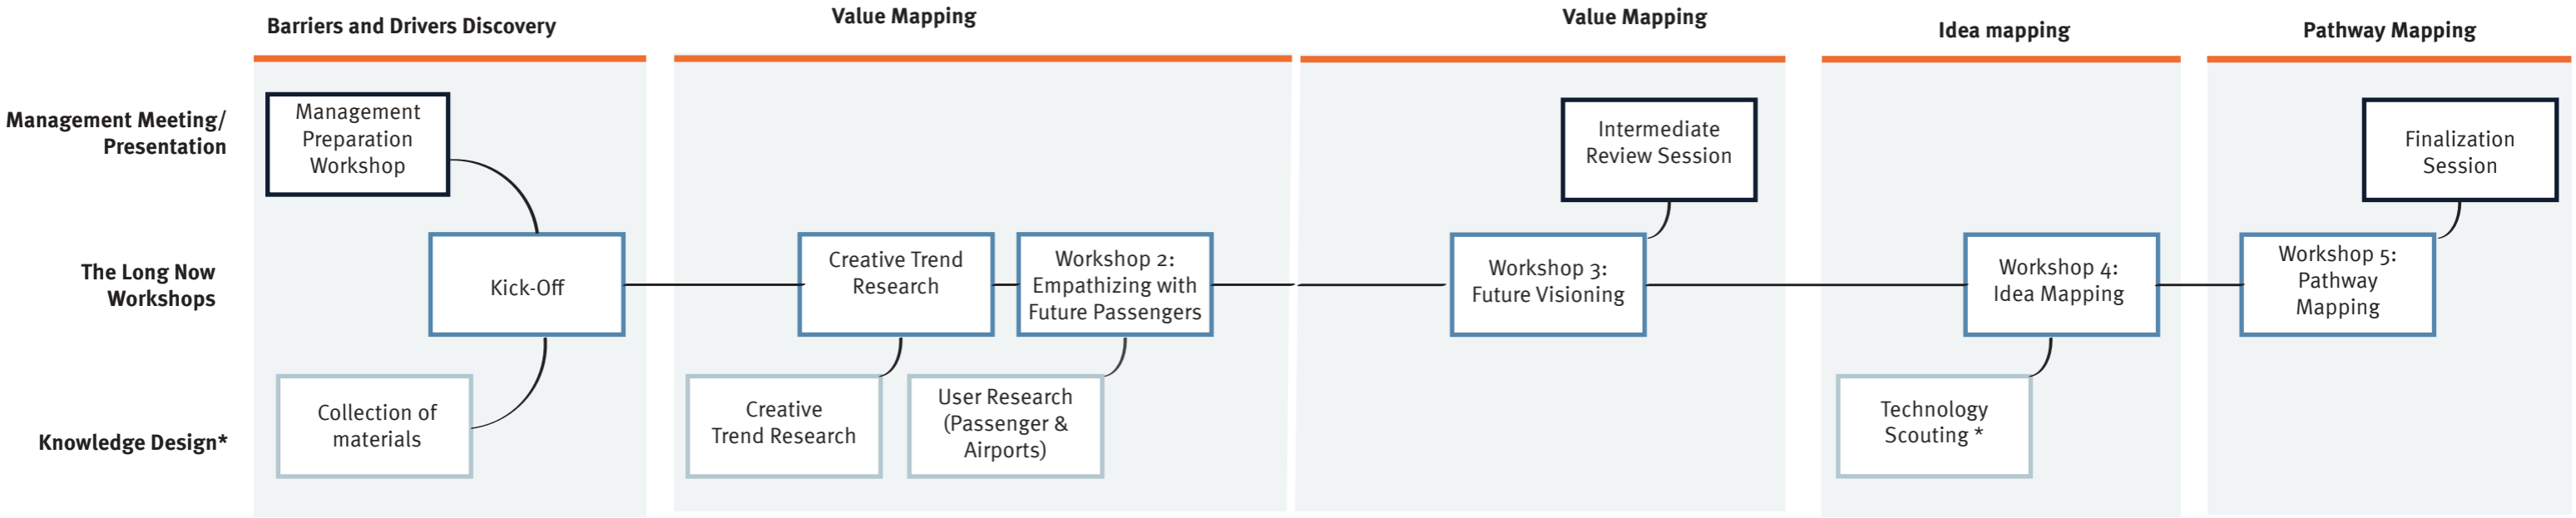 Barriers and Drivers Discovery
Value Mapping
Value Mapping
Idea mapping
Pathway Mapping
Management Meeting/
Presentation
Management
Preparation
Workshop
Intermediate
Review Session
Finalization
Session
The Long Now
Workshops
Kick-Off
Creative Trend
Research
Workshop 2:
Empathizing with
Future Passengers
Workshop 3:
Future Visioning
Workshop 4:
Idea Mapping
Workshop 5:
Pathway
Mapping
Knowledge Design*
Collection of
materials
Creative
Trend Research
User Research
(Passenger &
Airports)
Technology
Scouting *